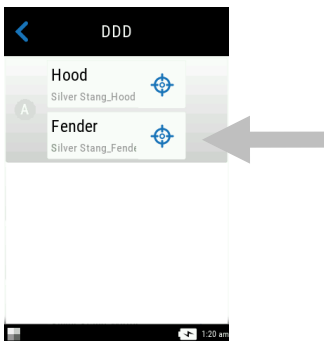 DDD
A
Hood
Silver Stang_Hood
Fender
Silver Stang_Fende
1:20 am